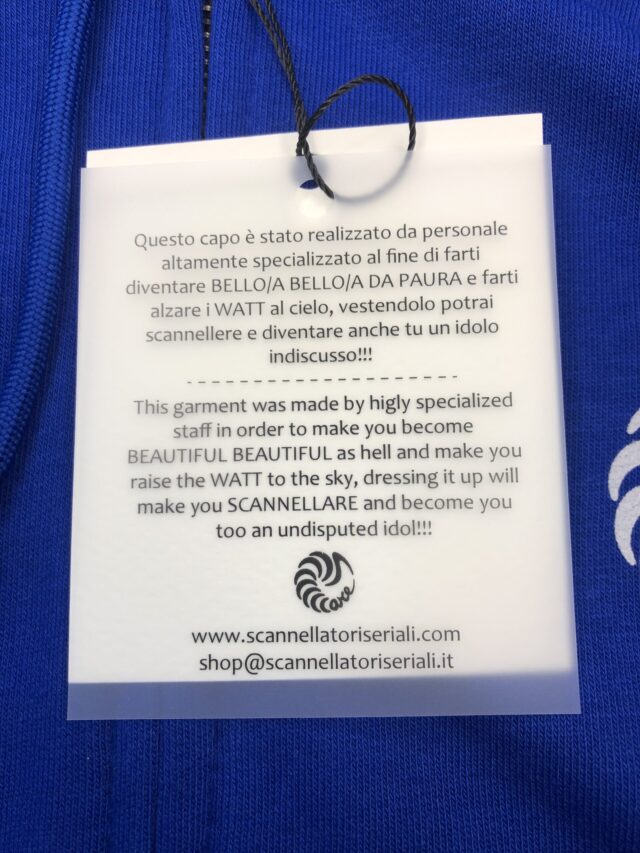 Questo capo è stato realizzato da personale
altamente specializzato al fine di farti
diventare BELLO/A BELLO/A DA PAURA e farti
alzare i WATT al cielo, vestendolo potrai
scannellere e diventare anche tu un idolo
indiscusso!!!
This garment was made by higly specialized
staff in order to make you become
BEAUTIFUL BEAUTIFUL as hell and make you
raise the WATT to the sky, dressing it up will
make you SCANNELLARE and become you
too an undisputed idol!!!
www.scannellatoriseriali.com
shop@scannellatoriseriali.it